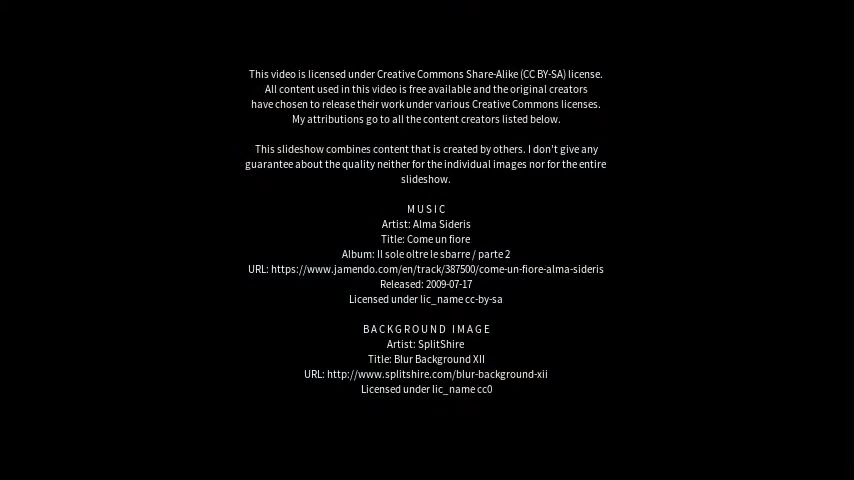 This video is licensed under Creative Commons Share-Alike (CC BY-SA) license.
All content used in this video is free available and the original creators
have chosen to release their work under various Creative Commons licenses.
My attributions go to all the content creators listed below.
This slideshow combines content that is created by others. I don't give any
guarantee about the quality neither for the individual images nor for the entire
slideshow.
MUSIC
Artist: Alma Sideris
Title: Come un fiore
Album: Il sole oltre le sbarre / parte 2
URL: https://www.jamendo.com/en/track/387500/come-un-fiore-alma-sideris
Released: 2009-07-17
Licensed under lic_name cc-by-sa
BACKGROUND IMAGE
Artist: SplitShire
Title: Blur Background XII
URL: http://www.splitshire.com/blur-background-xii
Licensed under lic_name cc0